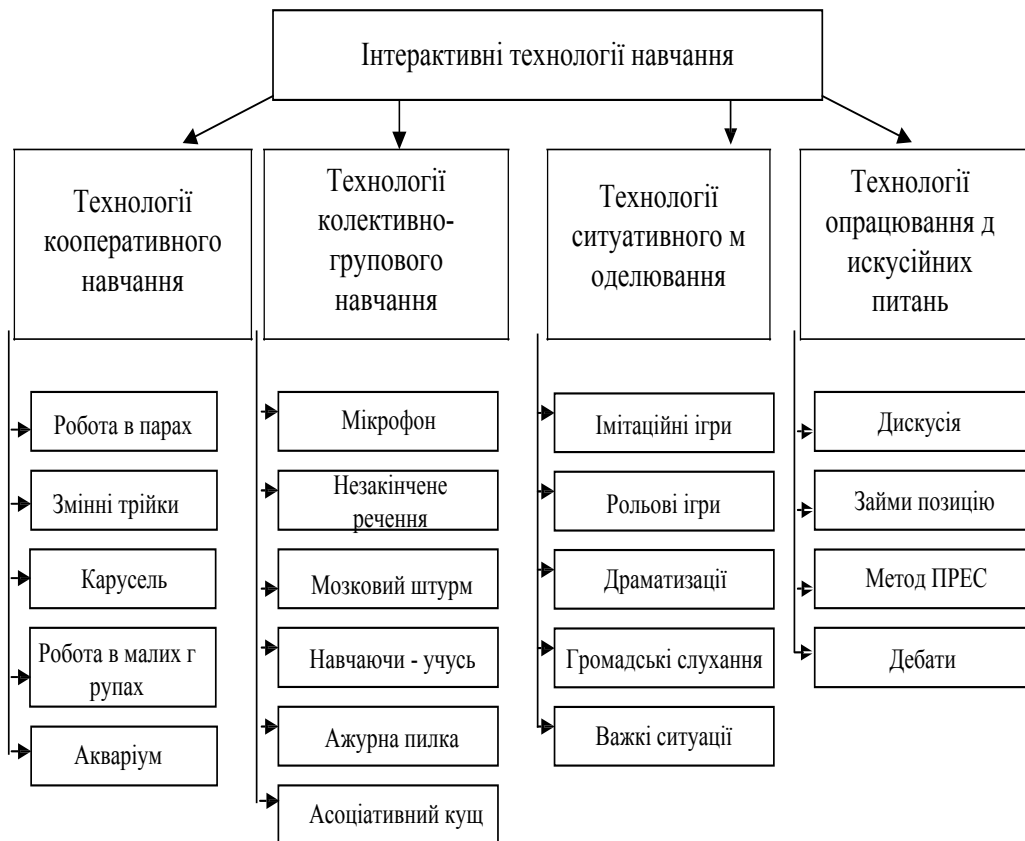 Інтерактивні технології навчання
Технології
кооперативного
навчання
Технології
колективно-
групового
навчання
Технології
ситуативного м
оделювання
Технології
опрацювання д
искусійних
питань
Робота в парах
Змінні трійки
Карусель
Робота в малих г
рупах
Акваріум
Мікрофон
Незакінчене
речення
Мозковий штурм
Навчаючи - учусь
Ажурна пилка
Асоціативний кущ
Імітаційні ігри
Рольові ігри
Драматизації
Громадські слухання
Важкі ситуації
Дискусія
Займи позицію
Метод ПРЕС
Дебати